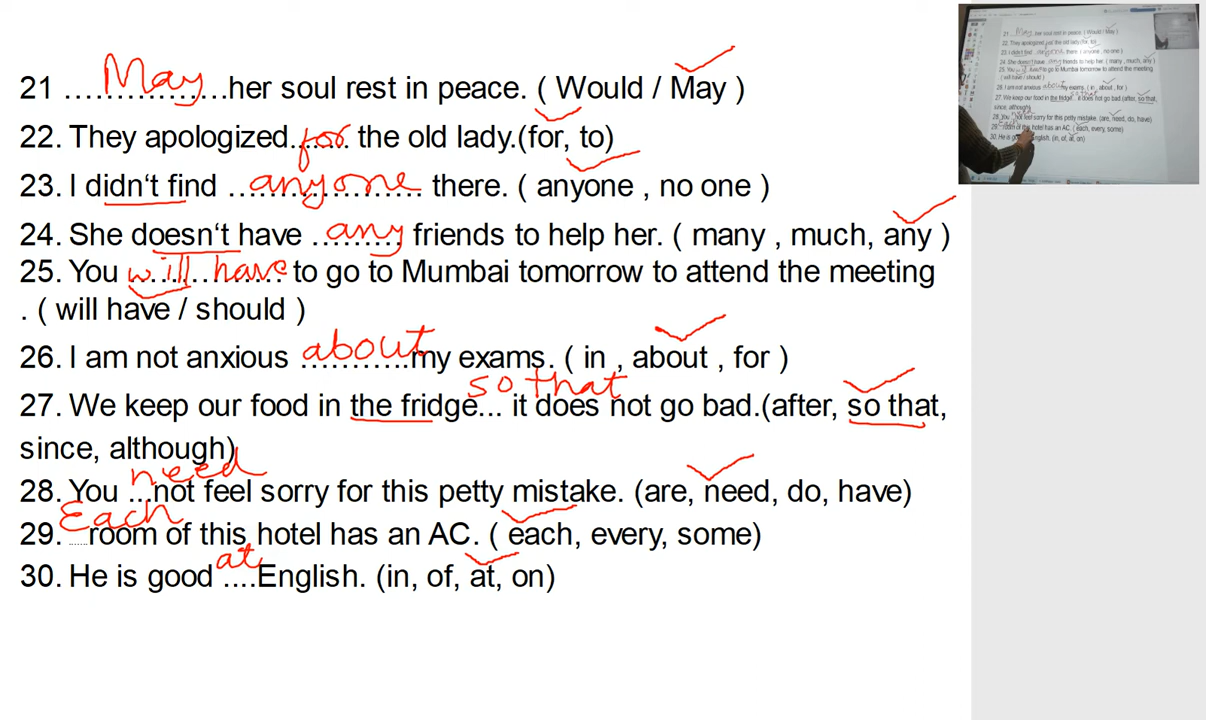 21 ....May....her soul rest in peace. ( Would / May )
22. They apologized..for.. the old lady.(for, to)
23. I didn't find ....anyone.... there. ( anyone , no one )
24. She doesn't have ..any.. friends to help her. ( many , much, any )
25. You will have to go to Mumbai tomorrow to attend the meeting
. ( will have / should )
26. I am not anxious ..about..my exams. ( in , about , for )
27. We keep our food in the fridge... so that it does not go bad.(after, so that,
since, although)
28. You ...need not feel sorry for this petty mistake. (are, need, do, have)
29. Each room of this hotel has an AC. ( each, every, some)
30. He is good ....at English. (in, of, at, on)